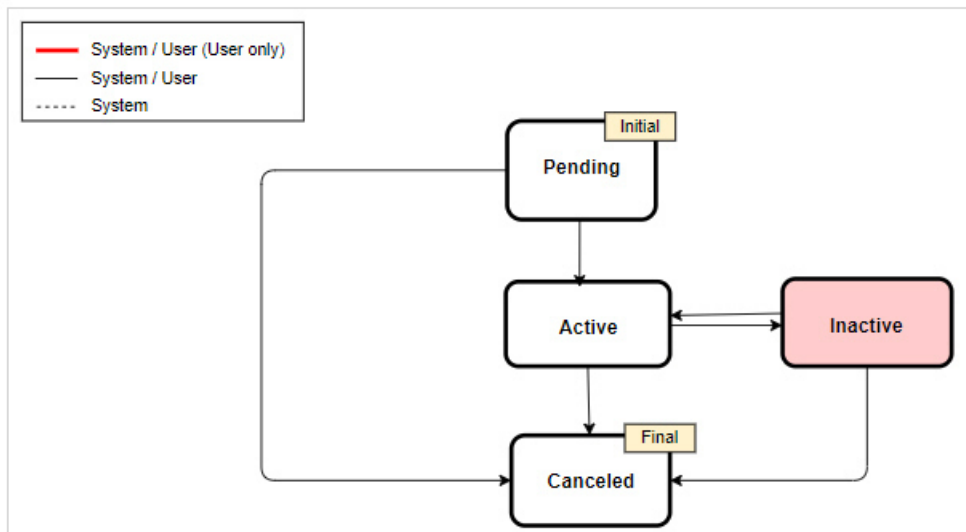 System / User (User only)
System / User
System
Initial
Pending
Active
Inactive
Final
Canceled